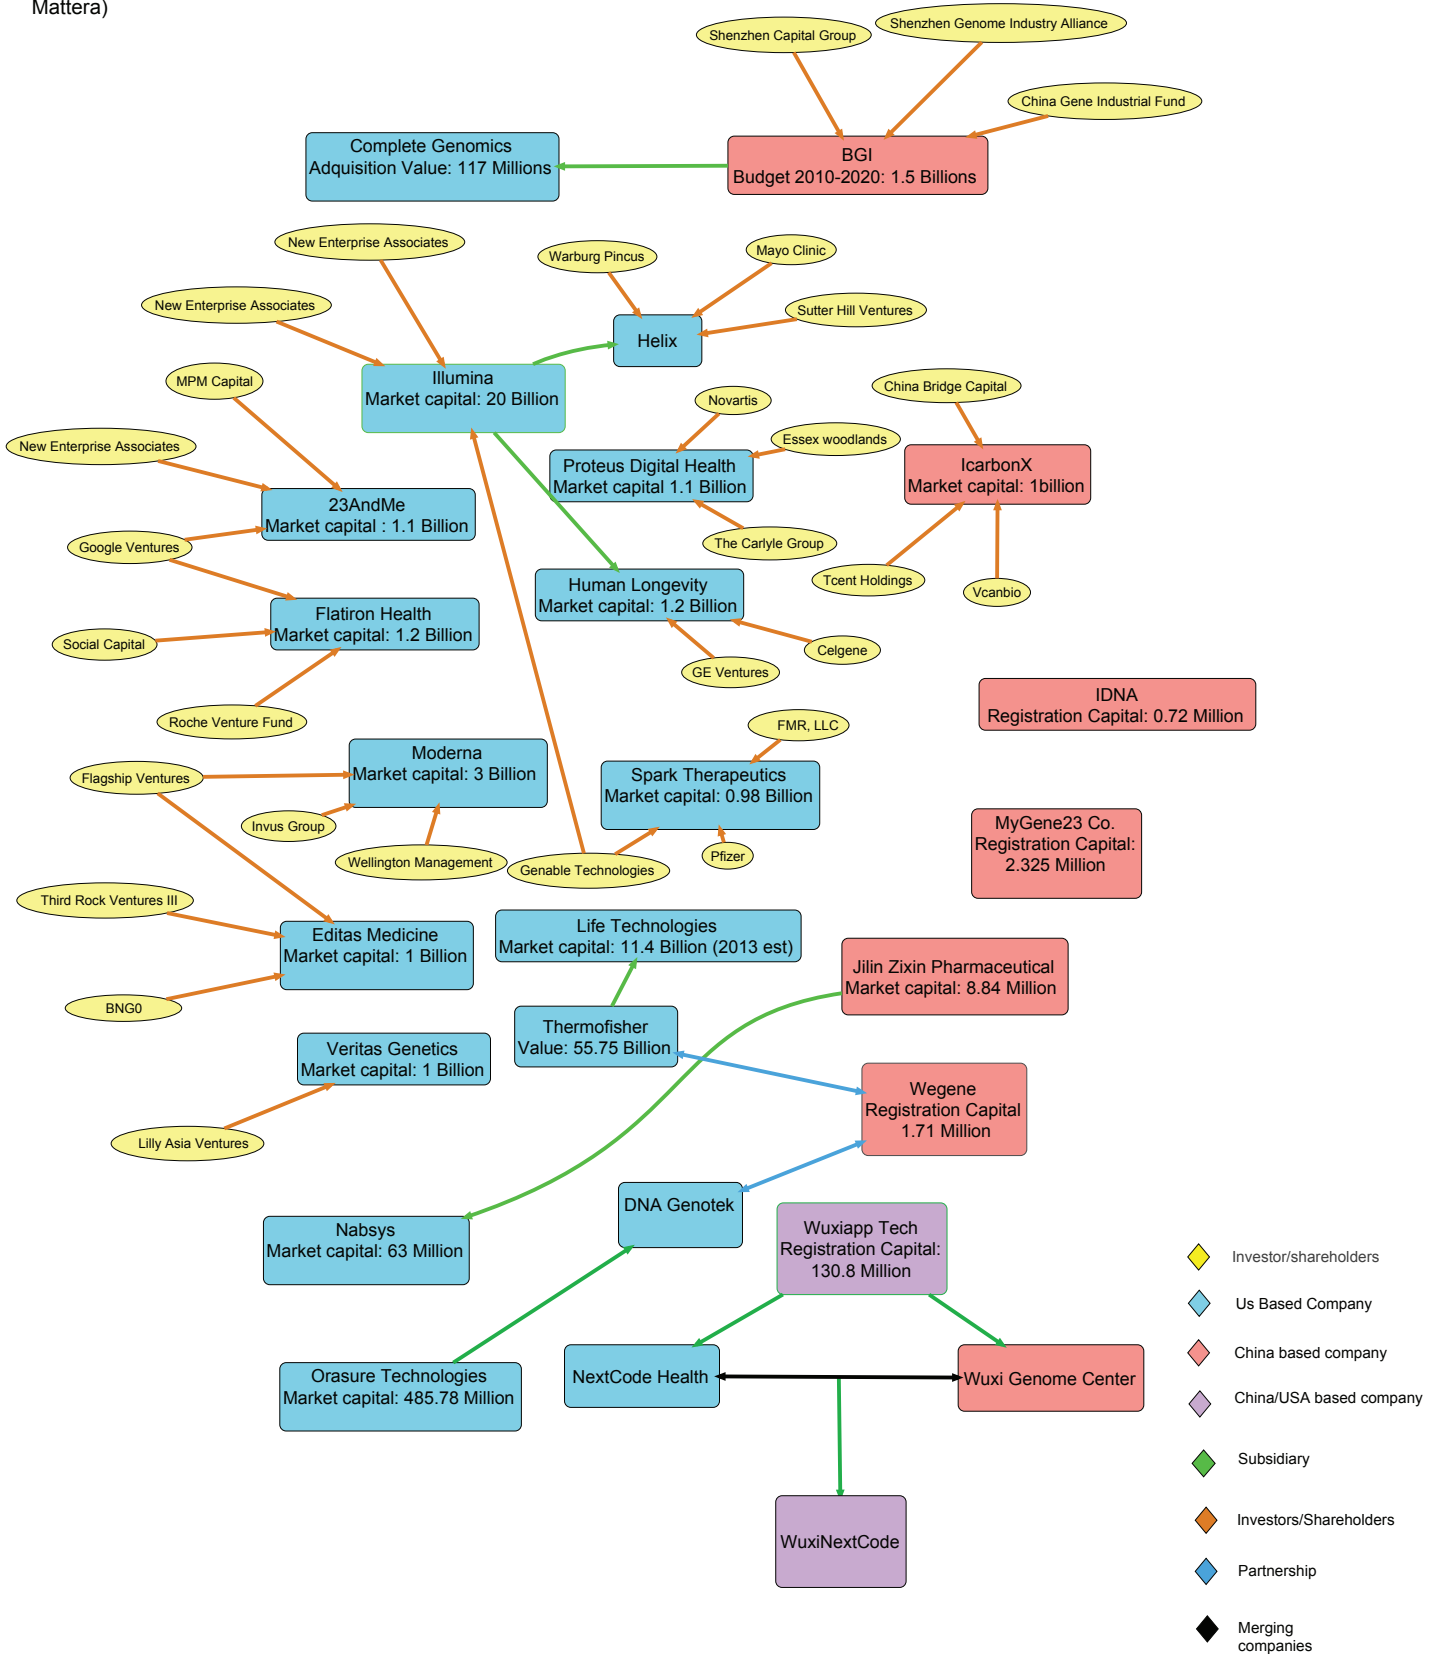 Mattera)
Shenzhen Capital Group
Shenzhen Genome Industry Alliance
China Gene Industrial Fund
Complete Genomics
Adquisition Value: 117 Millions
BGI
Budget 2010-2020: 1.5 Billions
New Enterprise Associates
Warburg Pincus
Mayo Clinic
New Enterprise Associates
Sutter Hill Ventures
Helix
Illumina
Market capital: 20 Billion
MPM Capital
Novartis
China Bridge Capital
New Enterprise Associates
Essex woodlands
Proteus Digital Health
Market capital 1.1 Billion
IcarbonX
Market capital: 1billion
23AndMe
Market capital : 1.1 Billion
Google Ventures
The Carlyle Group
Tcent Holdings
Vcanbio
Human Longevity
Market capital: 1.2 Billion
Flatiron Health
Market capital: 1.2 Billion
Social Capital
Celgene
GE Ventures
Roche Venture Fund
IDNA
Registration Capital: 0.72 Million
FMR, LLC
Moderna
Market capital: 3 Billion
Flagship Ventures
Spark Therapeutics
Market capital: 0.98 Billion
Invus Group
Wellington Management
Genable Technologies
Pfizer
MyGene23 Co.
Registration Capital:
2.325 Million
Third Rock Ventures III
Editas Medicine
Market capital: 1 Billion
Life Technologies
Market capital: 11.4 Billion (2013 est)
Jilin Zixin Pharmaceutical
Market capital: 8.84 Million
BNG0
Thermofisher
Value: 55.75 Billion
Veritas Genetics
Market capital: 1 Billion
Wegene
Registration Capital
1.71 Million
Lilly Asia Ventures
DNA Genotek
Nabsys
Market capital: 63 Million
Wuxiapp Tech
Registration Capital:
130.8 Million
Orasure Technologies
Market capital: 485.78 Million
NextCode Health
Wuxi Genome Center
WuxiNextCode
Investor/shareholders
Us Based Company
China based company
China/USA based company
Subsidiary
Investors/Shareholders
Partnership
Merging
companies